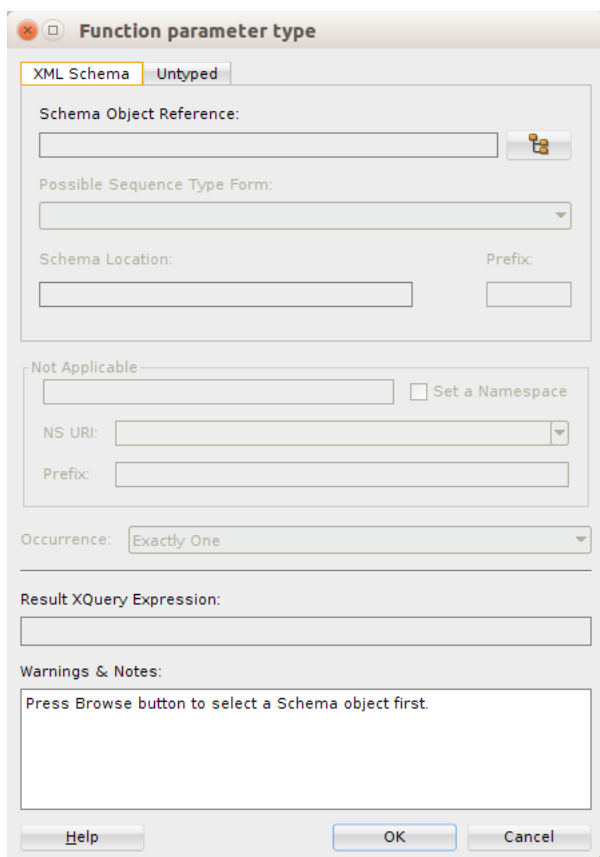 Function parameter type
XML Schema Untyped
Schema Object Reference:
Possible Sequence Type Form:
Schema Location: Prefix:
Not Applicable
Set a Namespace
NS URI:
Prefix:
Occurrence: Exactly One
Result XQuery Expression:
Warnings & Notes:
Press Browse button to select a Schema object first.
Help OK Cancel